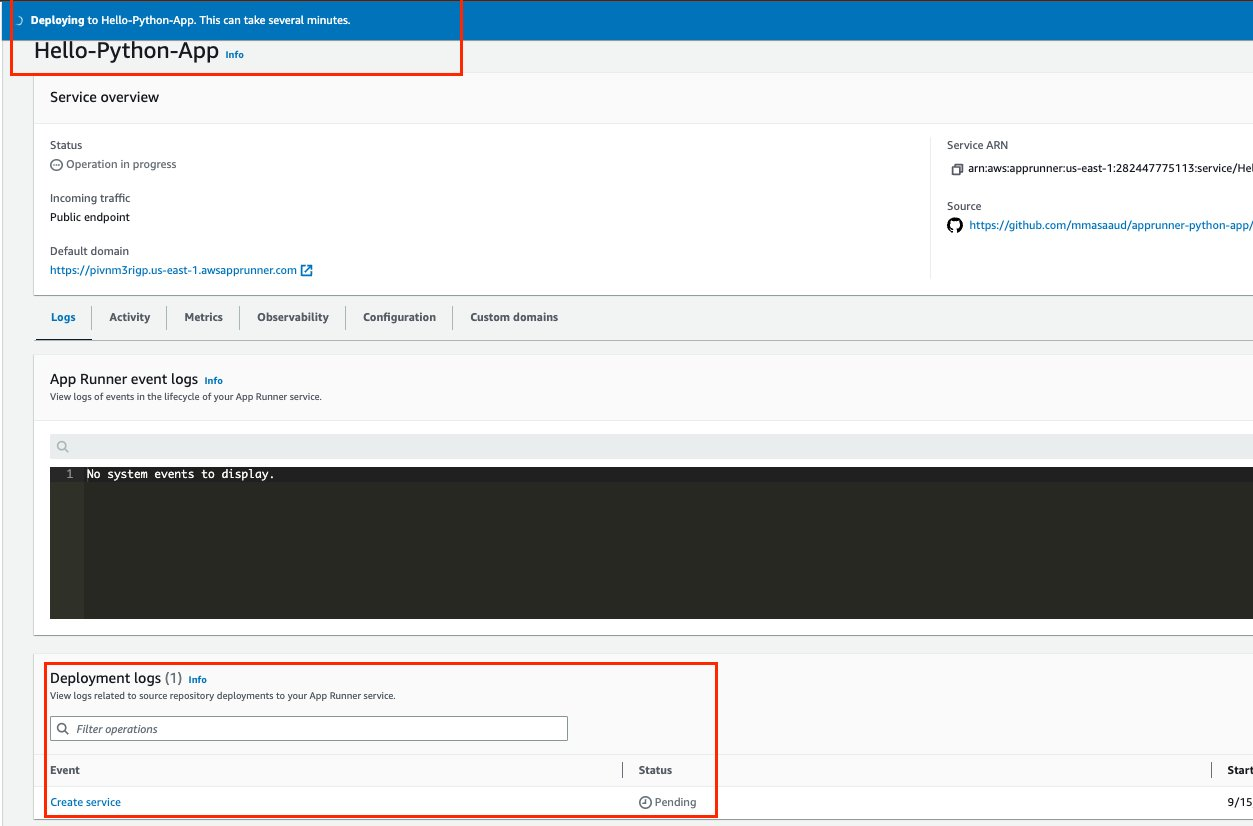 Deploying to Hello-Python-App. This can take several minutes.
Hello-Python-App Info
Service overview
Status
Operation in progress
Incoming traffic
Public endpoint
Default domain
https://pivnm3rigp.us-east-1.awsapprunner.com
Service ARN
arn:aws:apprunner:us-east-1:282447775113:service/Hel
Source
https://github.com/mmasaaud/apprunner-python-app/
Logs Activity Metrics Observability Configuration Custom domains
App Runner event logs Info
View logs of events in the lifecycle of your App Runner service.
1 No system events to display.
Deployment logs (1) Info
View logs related to source repository deployments to your App Runner service.
Filter operations
Event Status Start
Create service Pending 9/15